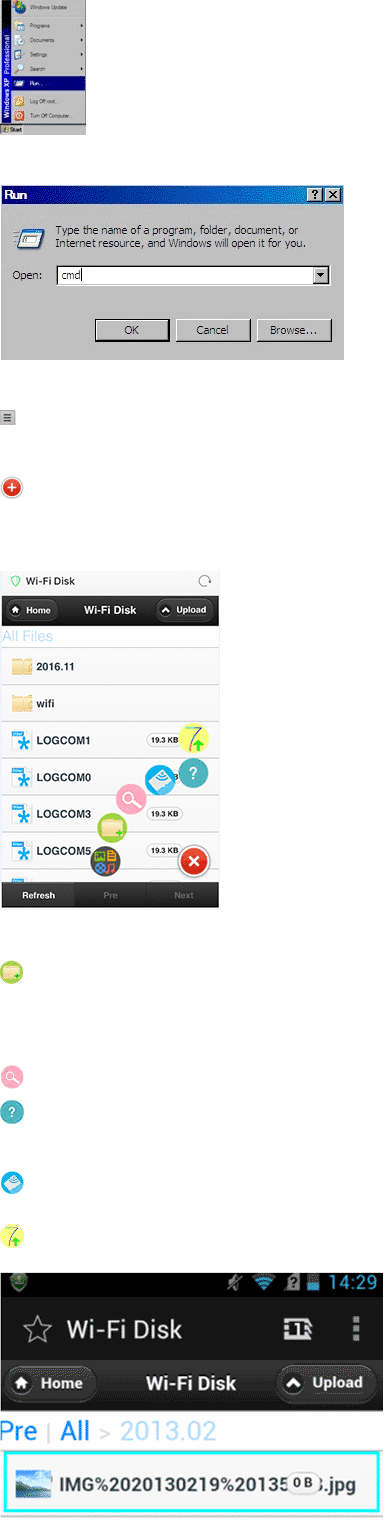 Windows Update
Programs
Documents
Settings
Search
Run...
Log Off root...
Turn Off Computer...
Windows XP Professional
Start
Run
Type the name of a program, folder, document, or
Internet resource, and Windows will open it for you.
Open: cmd
OK Cancel Browse...
Wi-Fi Disk
Home Wi-Fi Disk Upload
All Files
2016.11
wifi
LOGCOM1 19.3 KB
LOGCOM0
LOGCOM3 19.3 KB
LOGCOM5 19.3 KB
Refresh Pre Next
14:29
Wi-Fi Disk 1
Home Wi-Fi Disk Upload
Pre | All > 2013.02
IMG%2020130219%20135 0 B .jpg